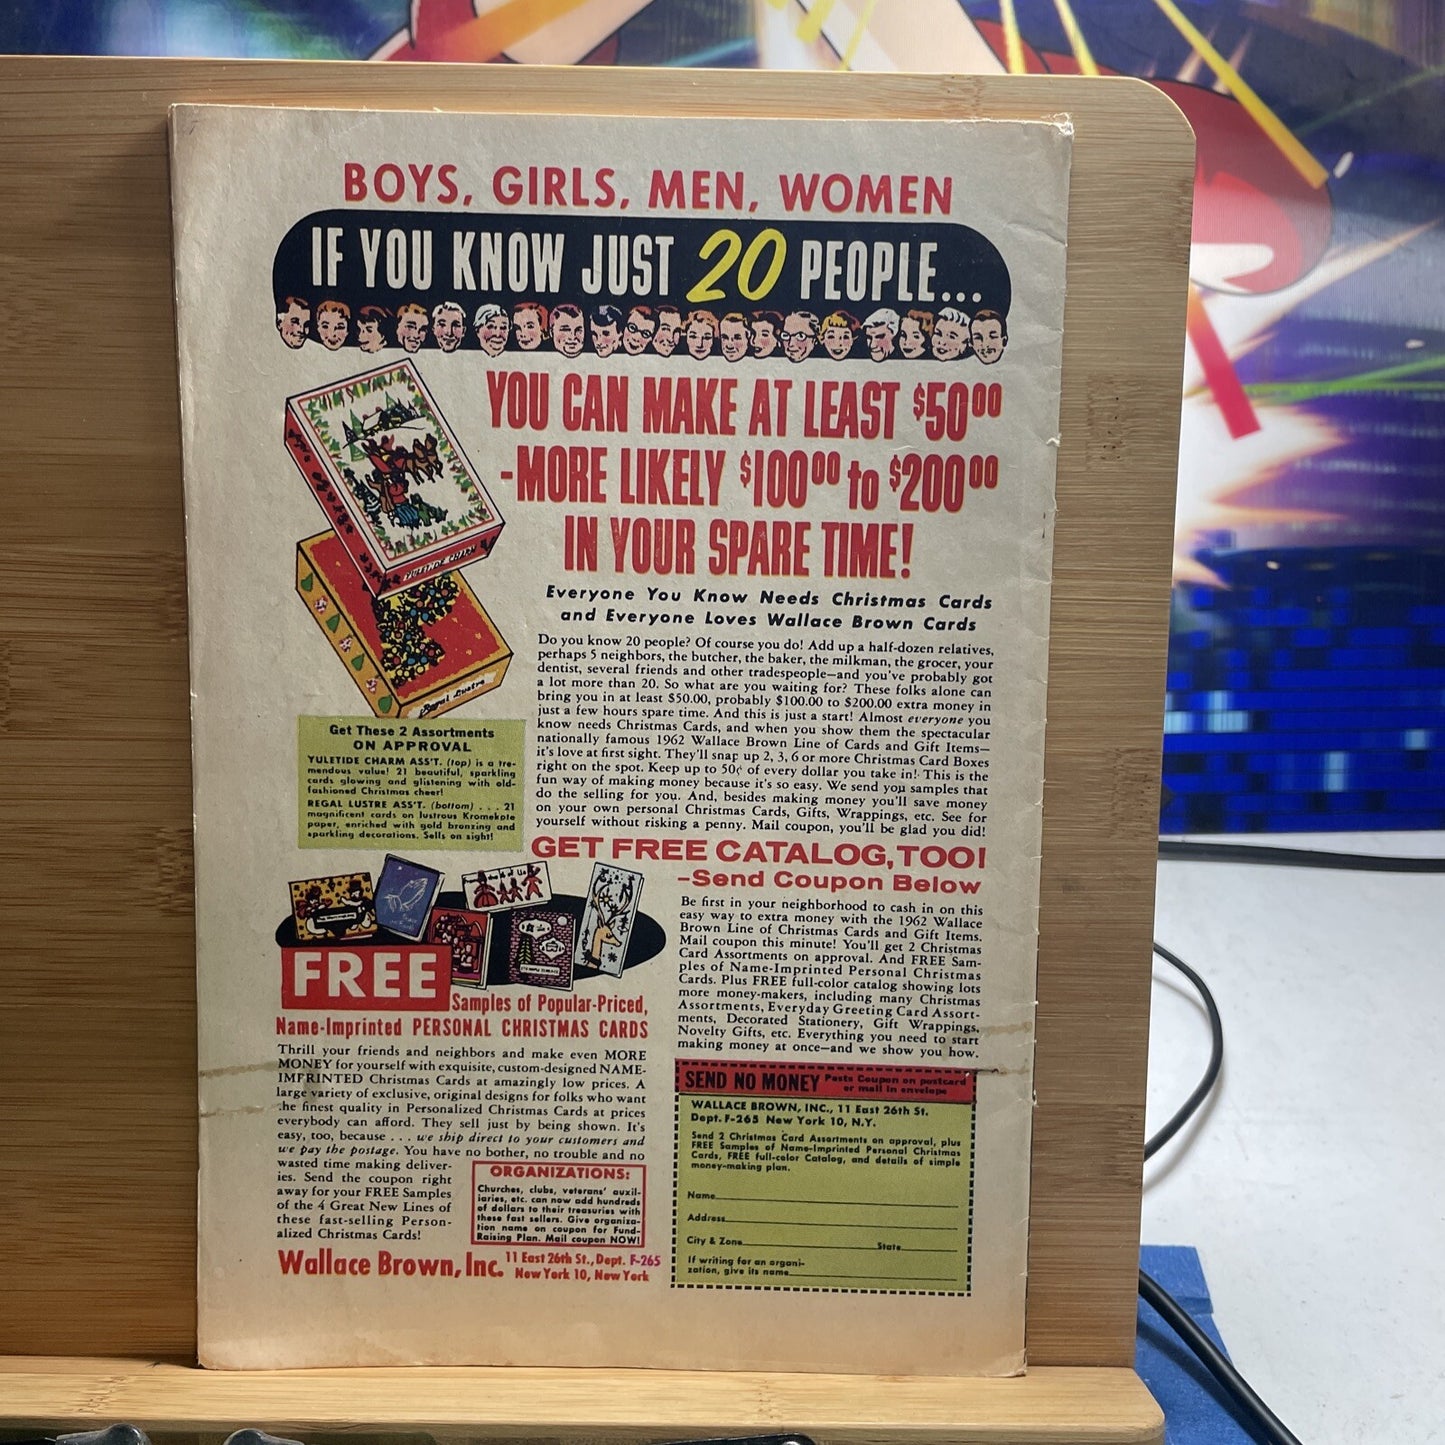 BOYS, GIRLS, MEN, WOMEN
IF YOU KNOW JUST 20 PEOPLE...
YOU CAN MAKE AT LEAST $50.00
-MORE LIKELY $100.00 to $200.00
IN YOUR SPARE TIME!
YULETIDE CHARM
Regal Lustre
Everyone You Know Needs Christmas Cards
and Everyone Loves Wallace Brown Cards
Do you know 20 people? Of course you do! Add up a half-dozen relatives,
perhaps 5 neighbors, the butcher, the baker, the milkman, the grocer, your
dentist, several friends and other tradespeople—and you've probably got
a lot more than 20. So what are you waiting for? These folks alone can
bring you in at least $50.00, probably $100.00 to $200.00 extra money in
just a few hours spare time. And this is just a start! Almost everyone you
know needs Christmas Cards, and when you show them the spectacular
nationally famous 1962 Wallace Brown Line of Cards and Gift Items—
it's love at first sight. They'll snap up 2, 3, 6 or more Christmas Card Boxes
right on the spot. Keep up to 50¢ of every dollar you take in! This is the
fun way of making money because it's so easy. We send you samples that
do the selling for you. And, besides making money you'll save money
on your own personal Christmas Cards, Gifts, Wrappings, etc. See for
yourself without risking a penny. Mail coupon, you'll be glad you did!
Get These 2 Assortments
ON APPROVAL
YULETIDE CHARM ASS'T. (top) is a tre-
mendous value! 21 beautiful, sparkling
cards glowing and glistening with old-
fashioned Christmas cheer!
REGAL LUSTRE ASS'T. (bottom) . . . 21
magnificent cards on lustrous Kromekote
paper, enriched with gold bronzing and
sparkling decorations. Sells on sight!
GET FREE CATALOG, TOO!
-Send Coupon Below
Be first in your neighborhood to cash in on this
easy way to extra money with the 1962 Wallace
Brown Line of Christmas Cards and Gift Items.
Mail coupon this minute! You'll get 2 Christmas
Card Assortments on approval. And FREE Sam-
ples of Name-Imprinted Personal Christmas
Cards. Plus FREE full-color catalog showing lots
more money-makers, including many Christmas
Assortments, Everyday Greeting Card Assort-
ments, Decorated Stationery, Gift Wrappings,
Novelty Gifts, etc. Everything you need to start
making money at once—and we show you how.
FREE
Samples of Popular-Priced,
Name-Imprinted PERSONAL CHRISTMAS CARDS
Thrill your friends and neighbors and make even MORE
MONEY for yourself with exquisite, custom-designed NAME-
IMPRINTED Christmas Cards at amazingly low prices. A
large variety of exclusive, original designs for folks who want
the finest quality in Personalized Christmas Cards at prices
everybody can afford. They sell just by being shown. It's
easy, too, because . . . we ship direct to your customers and
we pay the postage. You have no bother, no trouble and no
wasted time making deliver-
ies. Send the coupon right
away for your FREE Samples
of the 4 Great New Lines of
these fast-selling Person-
alized Christmas Cards!
ORGANIZATIONS:
Churches, clubs, veterans' auxil-
iaries, etc. can now add hundreds
of dollars to their treasuries with
these fast sellers. Give organiza-
tion name on coupon for Fund-
Raising Plan. Mail coupon NOW!
Wallace Brown, Inc. 11 East 26th St., Dept. F-265
New York 10, New York
SEND NO MONEY Paste Coupon on postcard
or mail in envelope
WALLACE BROWN, INC., 11 East 26th St.
Dept. F-265 New York 10, N.Y.
Send 2 Christmas Card Assortments on approval, plus
FREE Samples of Name-Imprinted Personal Christmas
Cards, FREE full-color Catalog, and details of simple
money-making plan.
Name
Address
City & Zone State
If writing for an organi-
zation, give its name